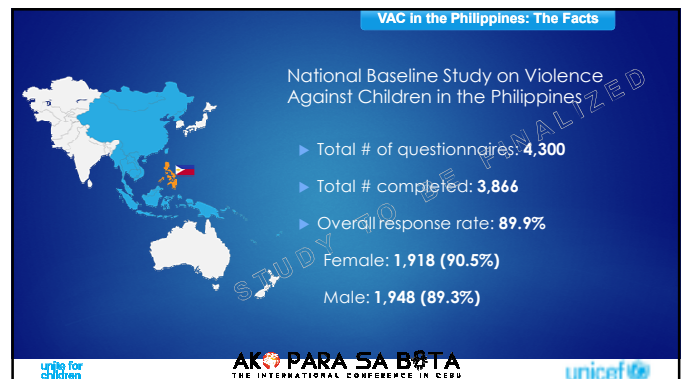 VAC in the Philippines: The Facts
National Baseline Study on Violence
Against Children in the Philippines
Total # of questionnaires: 4,300
Total # completed: 3,866
Overall response rate: 89.9%
Female: 1,918 (90.5%)
Male: 1,948 (89.3%)
STUDY TO BE FINALIZED
unite for
children
AKO PARA SA BATA
THE INTERNATIONAL CONFERENCE IN CEBU
unicef